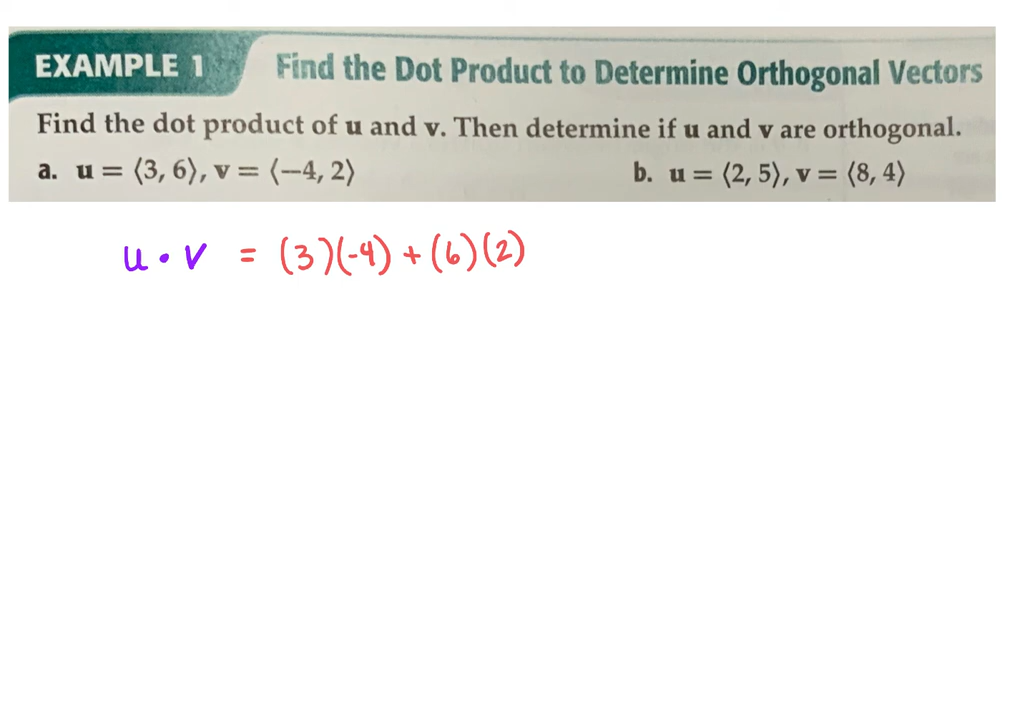 EXAMPLE 1 Find the Dot Product to Determine Orthogonal Vectors
Find the dot product of u and v. Then determine if u and v are orthogonal.
a. u = ⟨3, 6⟩, v = ⟨−4, 2⟩ b. u = ⟨2, 5⟩, v = ⟨8, 4⟩
u • v = (3)(-4) + (6)(2)